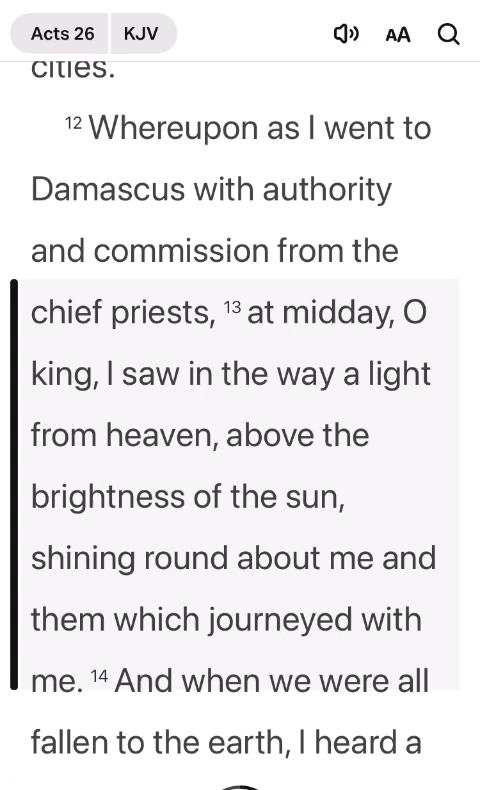 Acts 26 KJV AA
cities.
12 Whereupon as I went to
Damascus with authority
and commission from the
chief priests, 13 at midday, O
king, I saw in the way a light
from heaven, above the
brightness of the sun,
shining round about me and
them which journeyed with
me. 14 And when we were all
fallen to the earth, I heard a